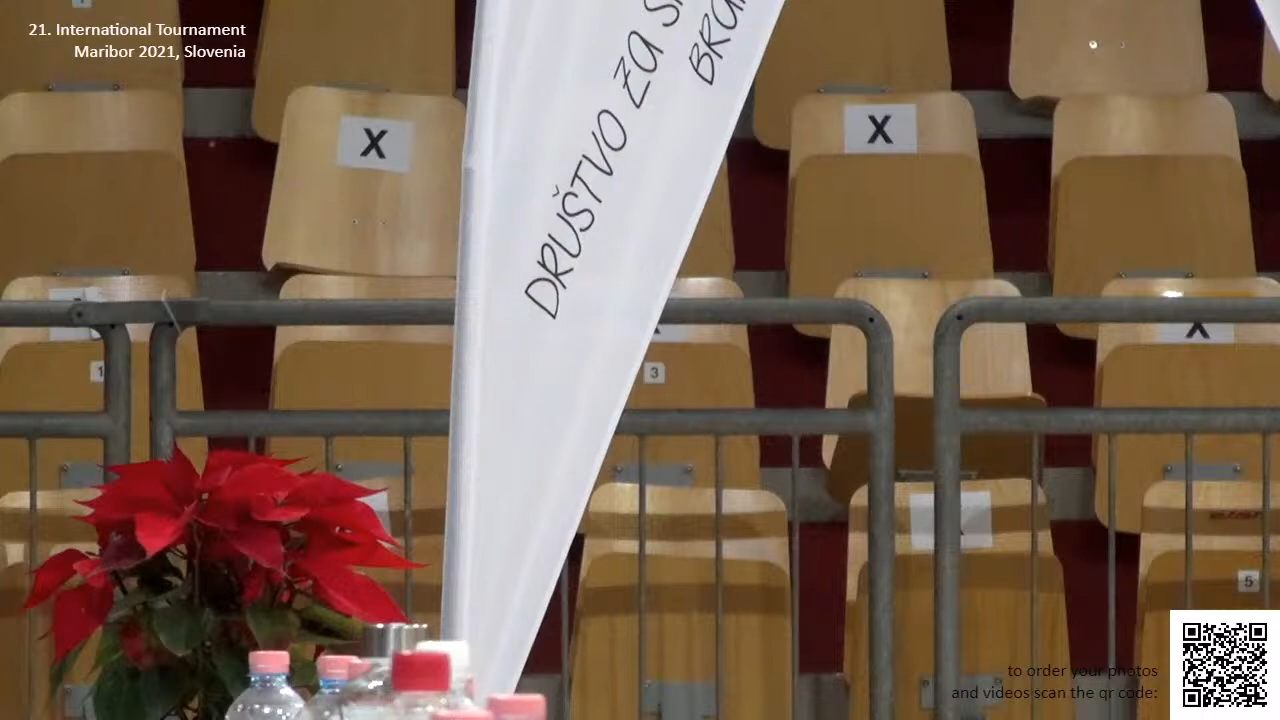 21. International Tournament
Maribor 2021, Slovenia
X
X
DRUŠTVO ZA
X
1
3
5
to order your photos
and videos scan the qr code: